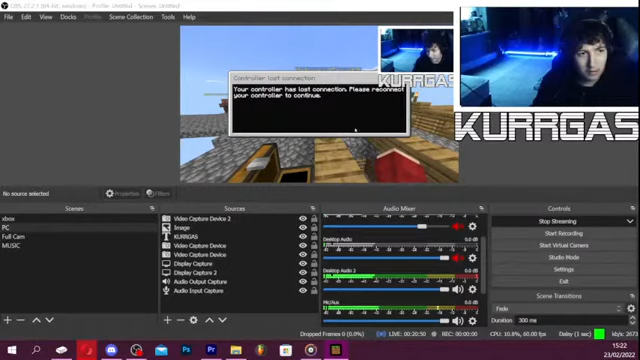 OBS 27.2.1 (64-bit, windows) - Profile: Untitled - Scenes: Untitled
File Edit View Docks Profile Scene Collection Tools Help
Controller lost connection
Your controller has lost connection. Please reconnect
your controller to continue.
KURRGAS
KURRGAS
No source selected
Properties
Filters
Scenes
xbox
PC
Full Cam
MUSIC
Sources
Video Capture Device 2
Image
KURRGAS
Video Capture Device
Video Capture Device
Display Capture
Display Capture 2
Audio Output Capture
Audio Input Capture
Audio Mixer
Desktop Audio 0.0 dB
Desktop Audio 2 0.0 dB
Mic/Aux 0.0 dB
Controls
Stop Streaming
Start Recording
Start Virtual Camera
Studio Mode
Settings
Exit
Scene Transitions
Fade
Duration 300 ms
Dropped Frames 0 (0.0%)
LIVE: 00:20:50
REC: 00:00:00
CPU: 10.8%, 60.00 fps
Delay (1 sec)
15:22
23/02/2022